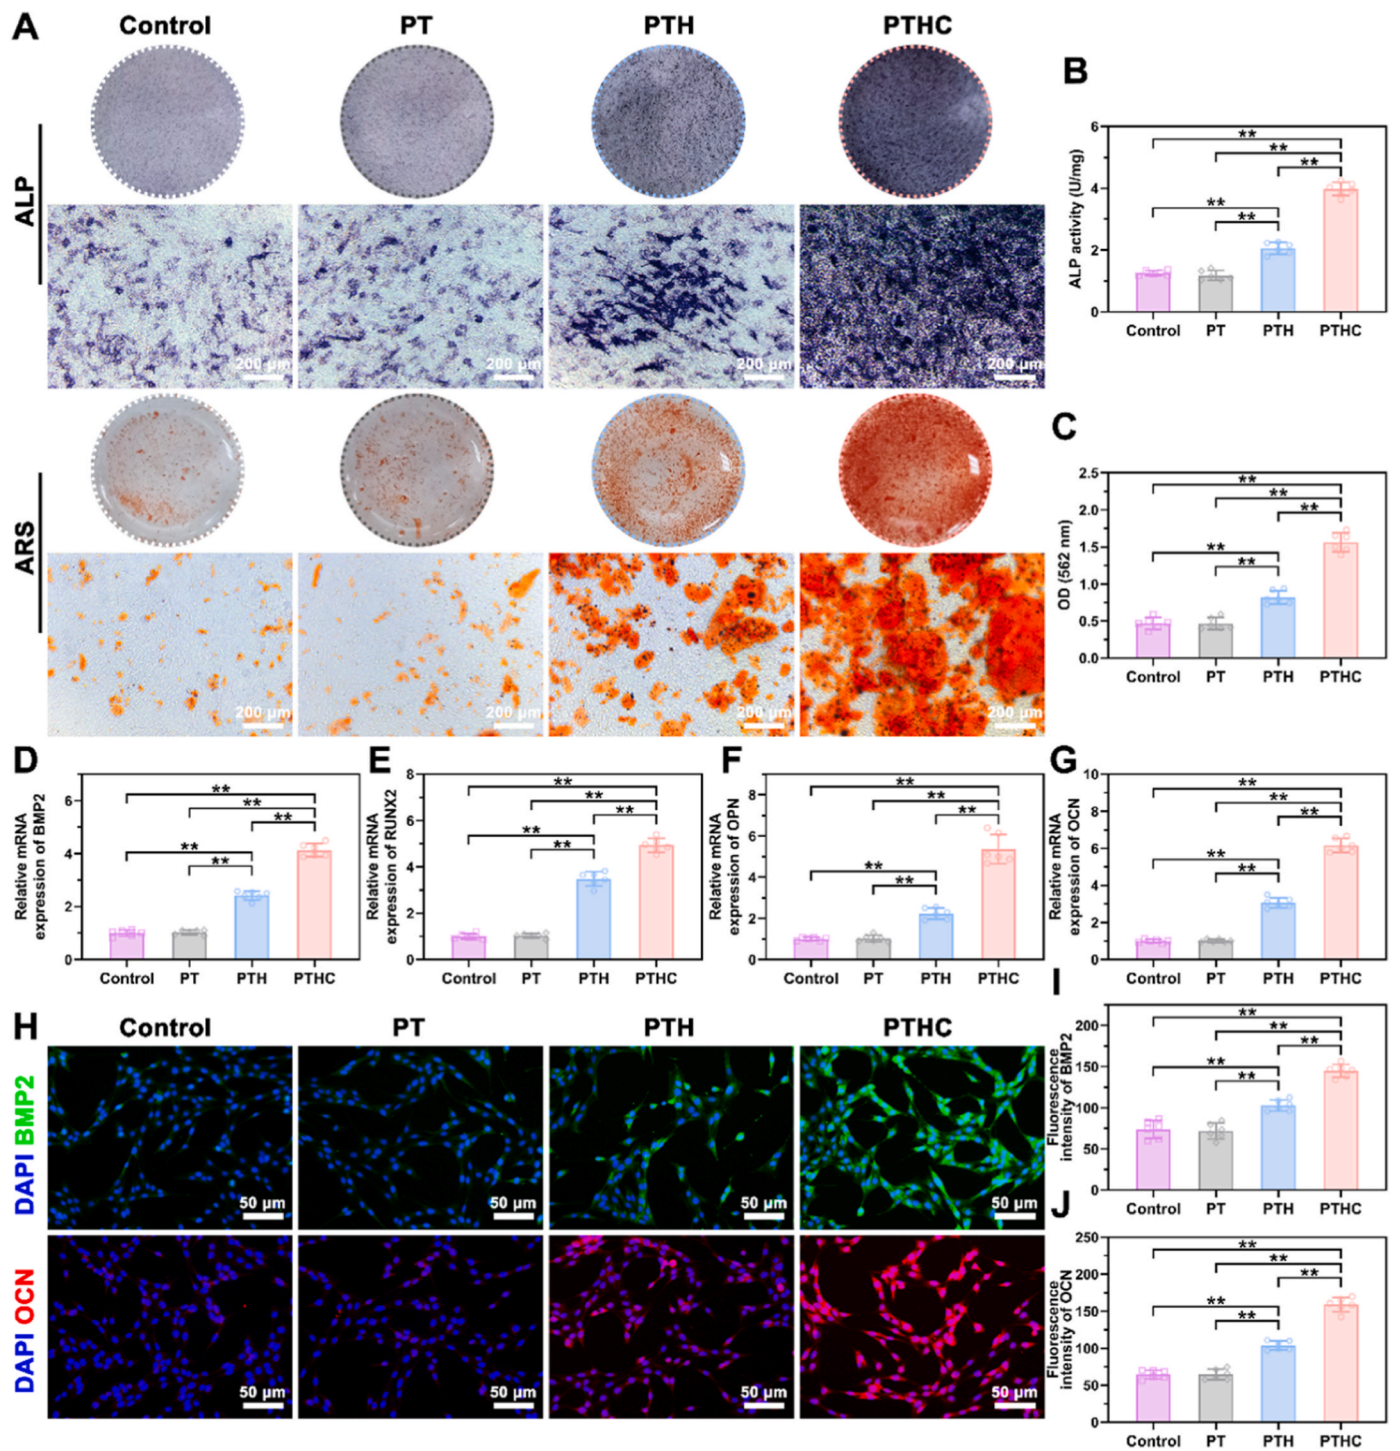 A
Control PT PTH PTHC
ALP
200 µm 200 µm 200 µm 200 µm
ARS
200 µm 200 µm 200 µm 200 µm
B
ALP activity (U/mg)
6
4
2
0
** ** ** ** **
Control PT PTH PTHC
C
OD (562 nm)
2.5
2.0
1.5
1.0
0.5
0.0
** ** ** ** **
Control PT PTH PTHC
D
Relative mRNA
expression of BMP2
6
4
2
0
** ** ** ** **
Control PT PTH PTHC
E
Relative mRNA
expression of RUNX2
8
6
4
2
0
** ** ** ** **
Control PT PTH PTHC
F
Relative mRNA
expression of OPN
8
6
4
2
0
** ** ** ** **
Control PT PTH PTHC
G
Relative mRNA
expression of OCN
10
8
6
4
2
0
** ** ** ** **
Control PT PTH PTHC
H
Control PT PTH PTHC
DAPI BMP2
50 µm 50 µm 50 µm 50 µm
DAPI OCN
50 µm 50 µm 50 µm 50 µm
I
Fluorescence
intensity of BMP2
200
150
100
50
0
** ** ** ** **
Control PT PTH PTHC
J
Fluorescence
intensity of OCN
250
200
150
100
50
0
** ** ** ** **
Control PT PTH PTHC